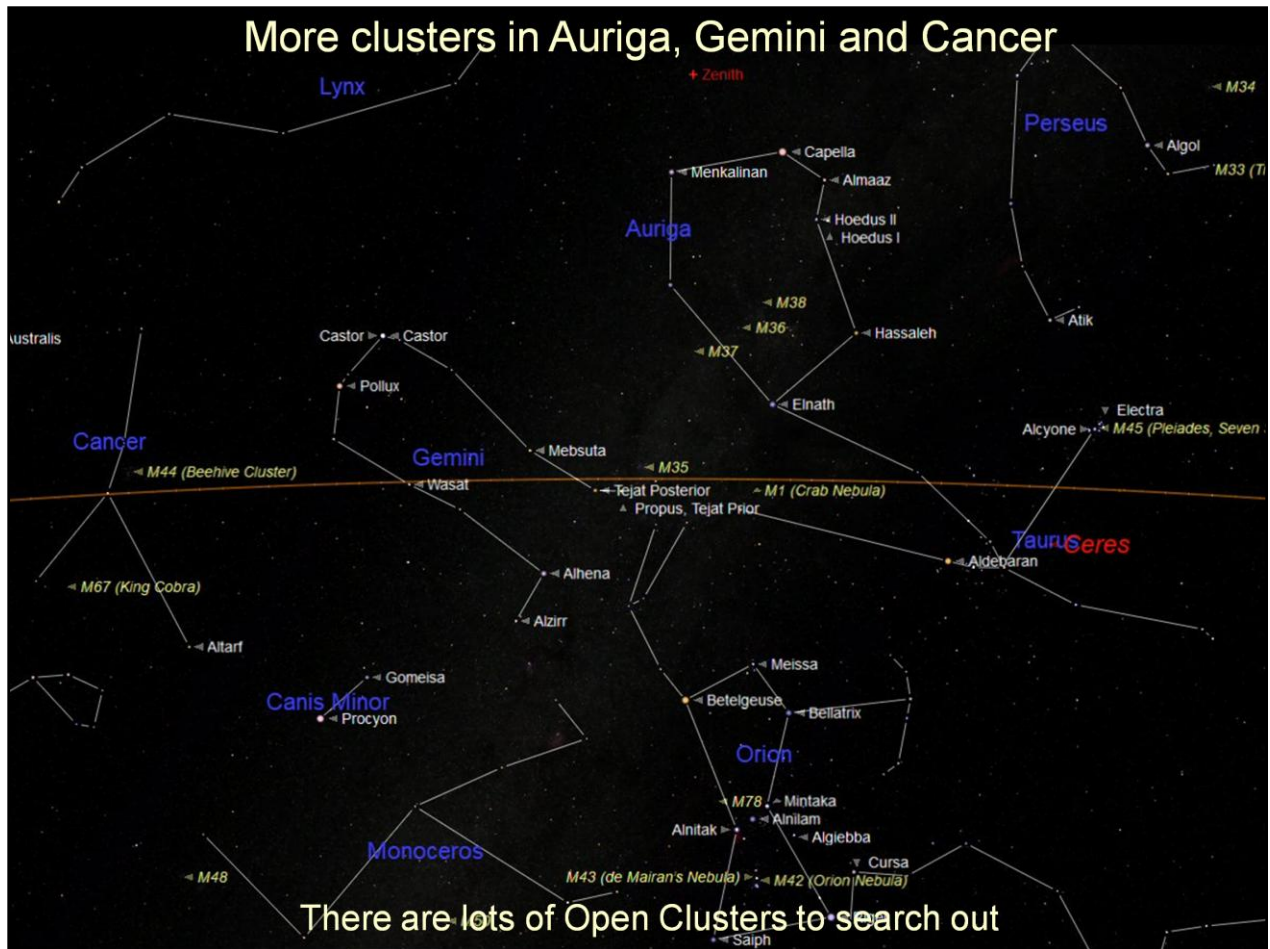 More clusters in Auriga, Gemini and Cancer
Zenith
Lynx
M34
Perseus
Algol
Capella
M33 (Tr
Menkalinan
Almaaz
Hoedus II
Auriga
Hoedus I
M38
Atik
M36
Castor
Castor
Hassaleh
ustralis
M37
Pollux
Elnath
Electra
Alcyone
M45 (Pleiades, Seven
Cancer
Mebsuta
Gemini
M44 (Beehive Cluster)
M35
Wasat
Tejat Posterior
M1 (Crab Nebula)
Propus, Tejat Prior
Taurus
Ceres
Aldebaran
Alhena
M67 (King Cobra)
Alzirr
Altarf
Meissa
Gomeisa
Canis Minor
Betelgeuse
Procyon
Bellatrix
Orion
M78
Mintaka
Alnilam
Alnitak
Algiebba
Monoceros
Cursa
M48
M43 (de Mairan's Nebula)
M42 (Orion Nebula)
There are lots of Open Clusters to search out
Saiph